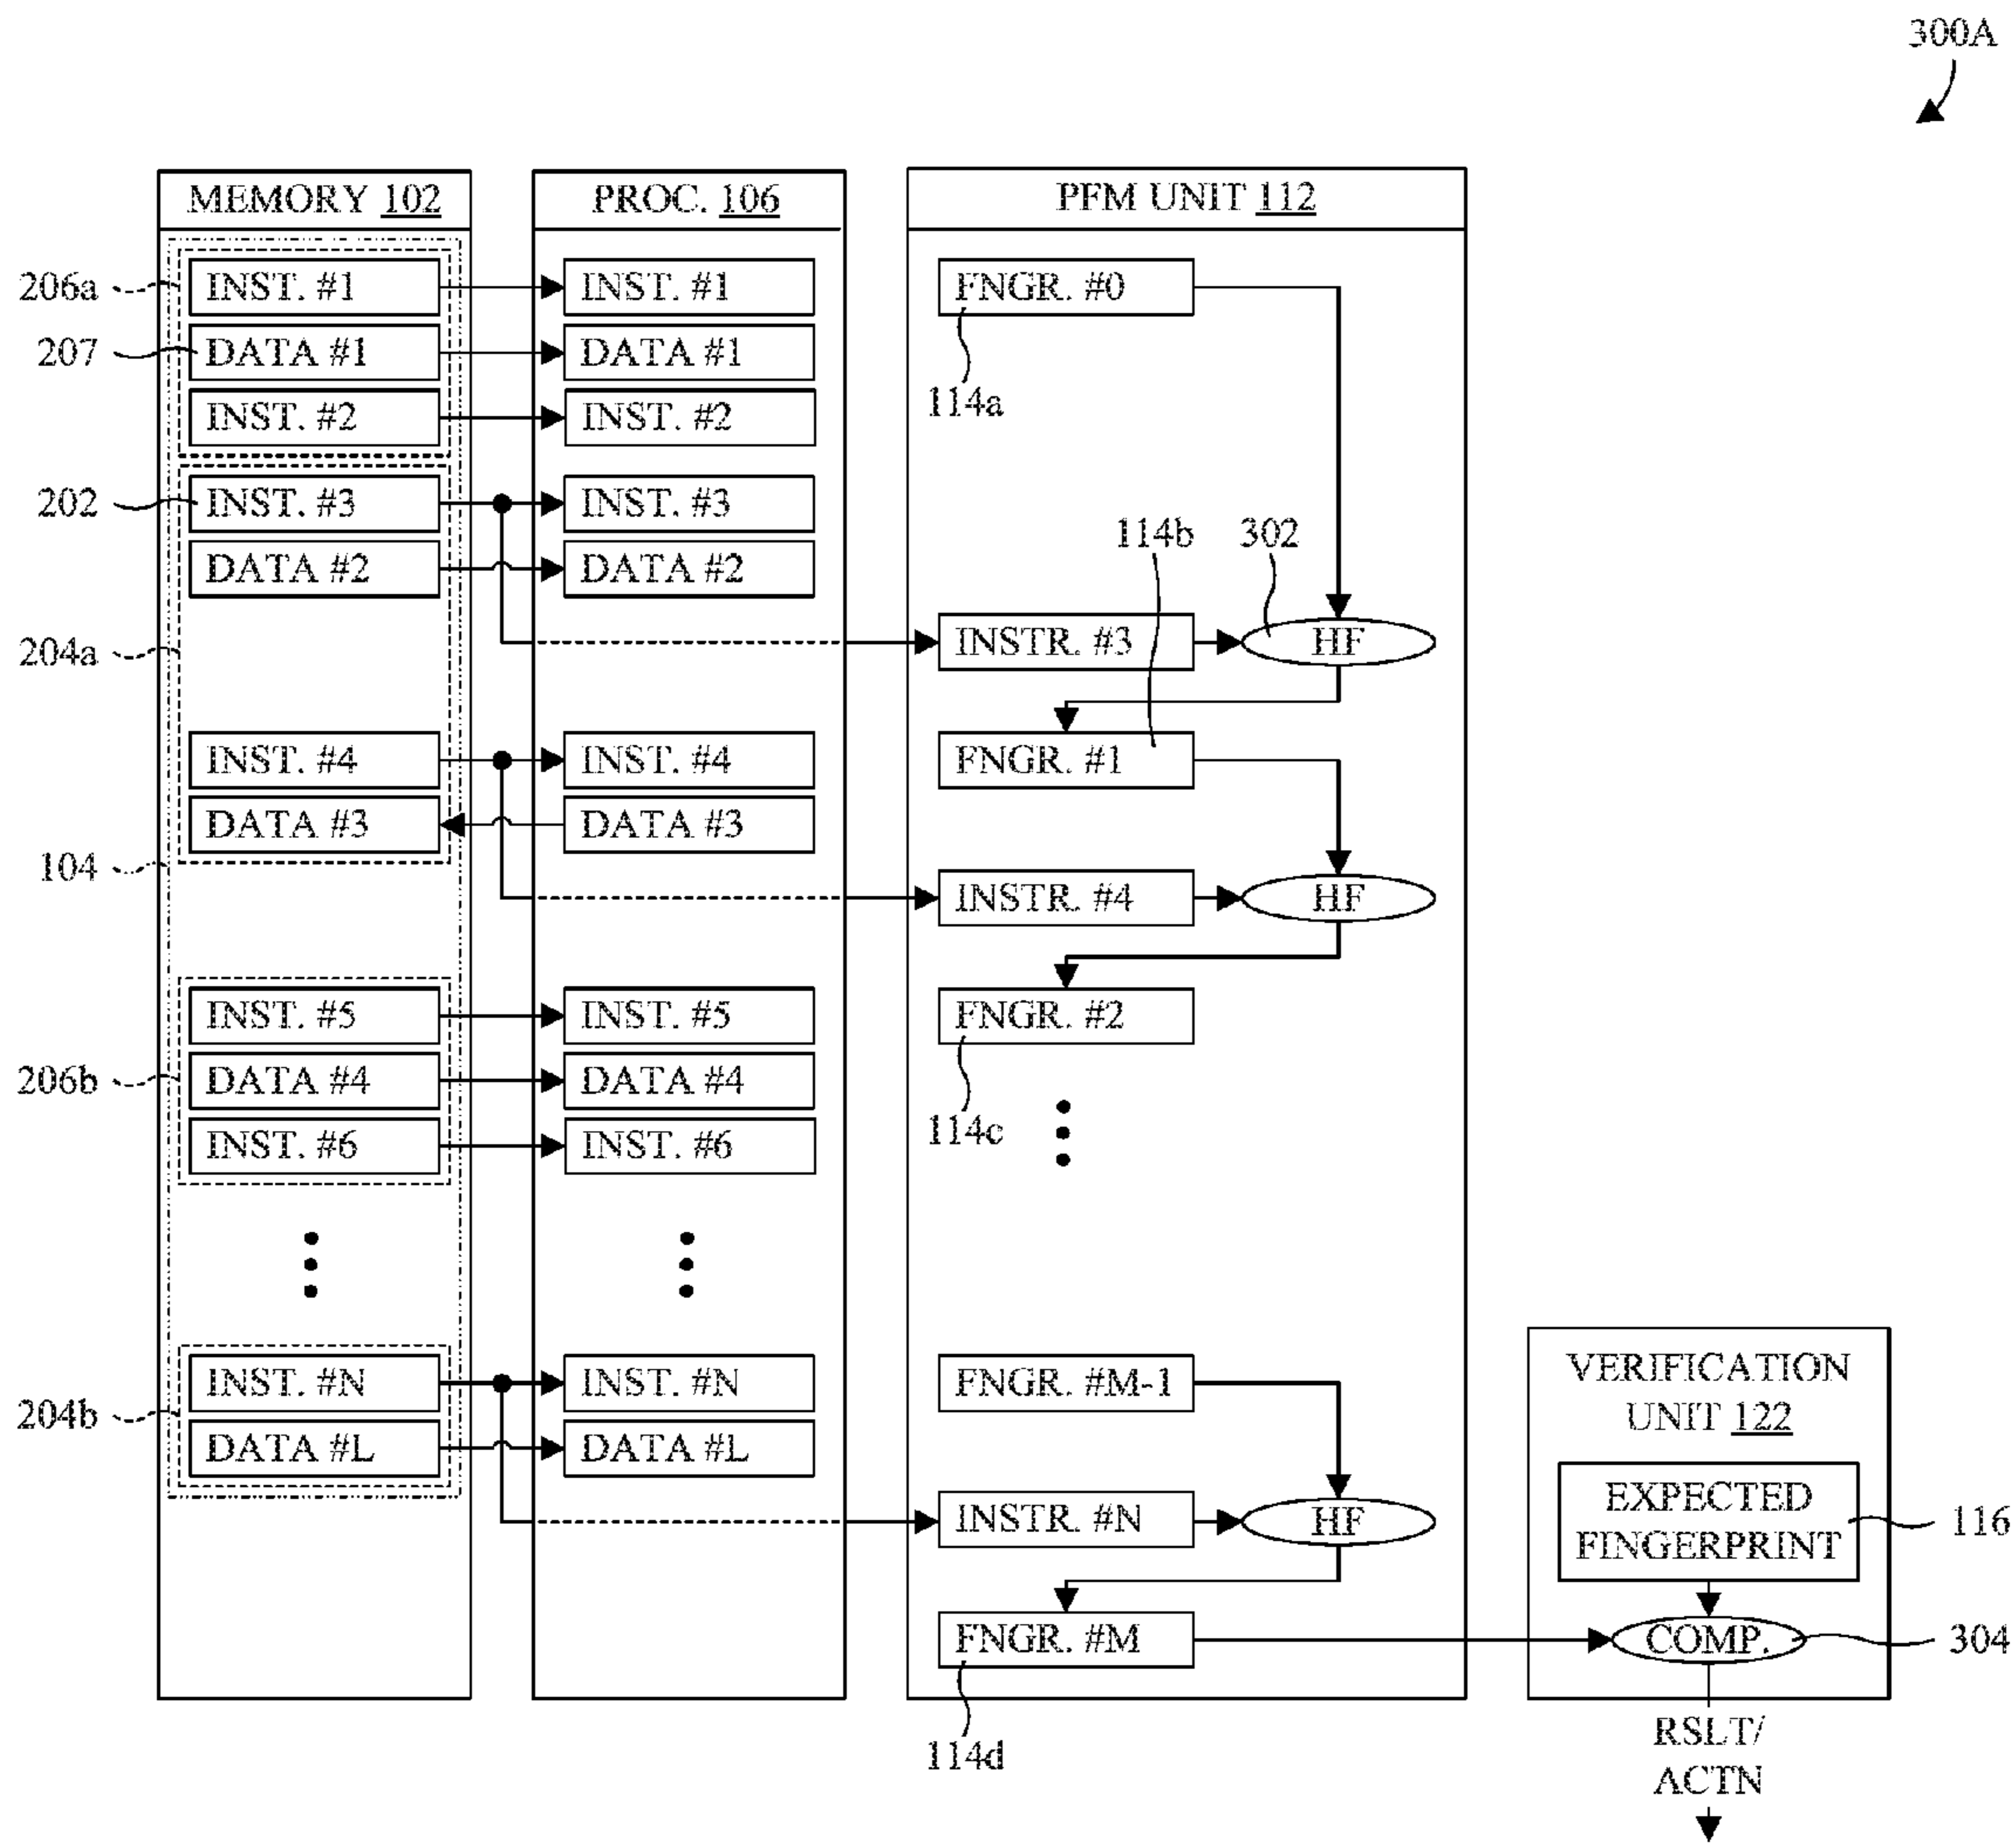 300A
MEMORY 102
PROC. 106
PFM UNIT 112
206a
INST. #1
INST. #1
FNGR. #0
207
DATA #1
DATA #1
114a
INST. #2
INST. #2
202
INST. #3
INST. #3
114b
302
DATA #2
DATA #2
204a
INSTR. #3
HF
INST. #4
INST. #4
FNGR. #1
DATA #3
DATA #3
104
INSTR. #4
HF
INST. #5
INST. #5
FNGR. #2
206b
DATA #4
DATA #4
114c
INST. #6
INST. #6
204b
INST. #N
INST. #N
FNGR. #M-1
DATA #L
DATA #L
INSTR. #N
HF
FNGR. #M
114d
VERIFICATION
UNIT 122
EXPECTED
FINGERPRINT
116
COMP.
304
RSLT/
ACTN